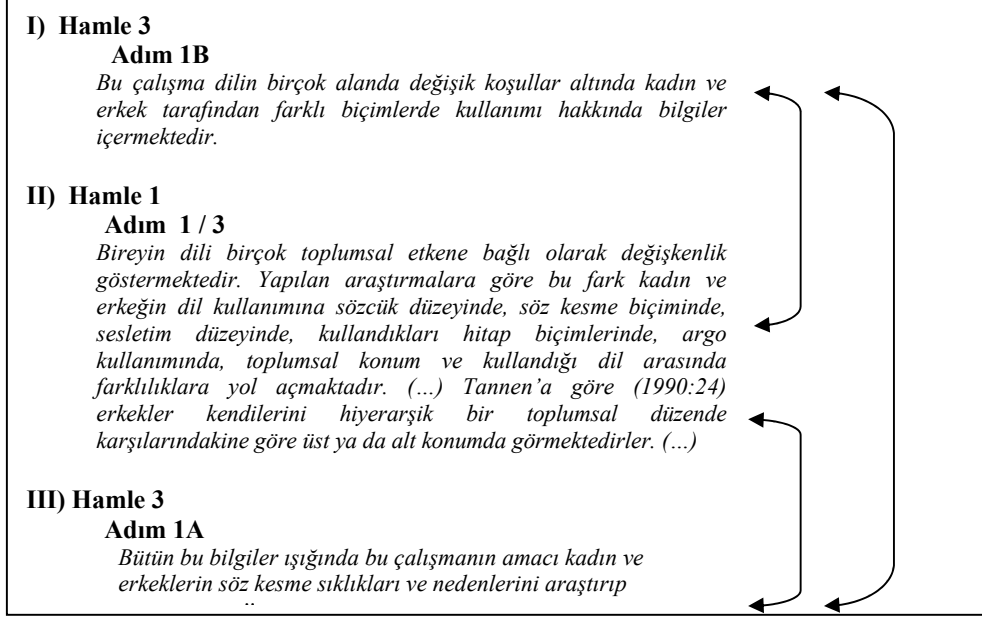 I) Hamle 3
Adım 1B
Bu çalışma dilin birçok alanda değişik koşullar altında kadın ve
erkek tarafından farklı biçimlerde kullanımı hakkında bilgiler
içermektedir.
II) Hamle 1
Adım 1 / 3
Bireyin dili birçok toplumsal etkene bağlı olarak değişkenlik
göstermektedir. Yapılan araştırmalara göre bu fark kadın ve
erkeğin dil kullanımına sözcük düzeyinde, söz kesme biçiminde,
sesletim düzeyinde, kullandıkları hitap biçimlerinde, argo
kullanımında, toplumsal konum ve kullandığı dil arasında
farklılıklara yol açmaktadır. (…) Tannen’a göre (1990:24)
erkekler kendilerini hiyerarşik bir toplumsal düzende
karşılarındakine göre üst ya da alt konumda görmektedirler. (…)
III) Hamle 3
Adım 1A
Bütün bu bilgiler ışığında bu çalışmanın amacı kadın ve
erkeklerin söz kesme sıklıkları ve nedenlerini araştırıp